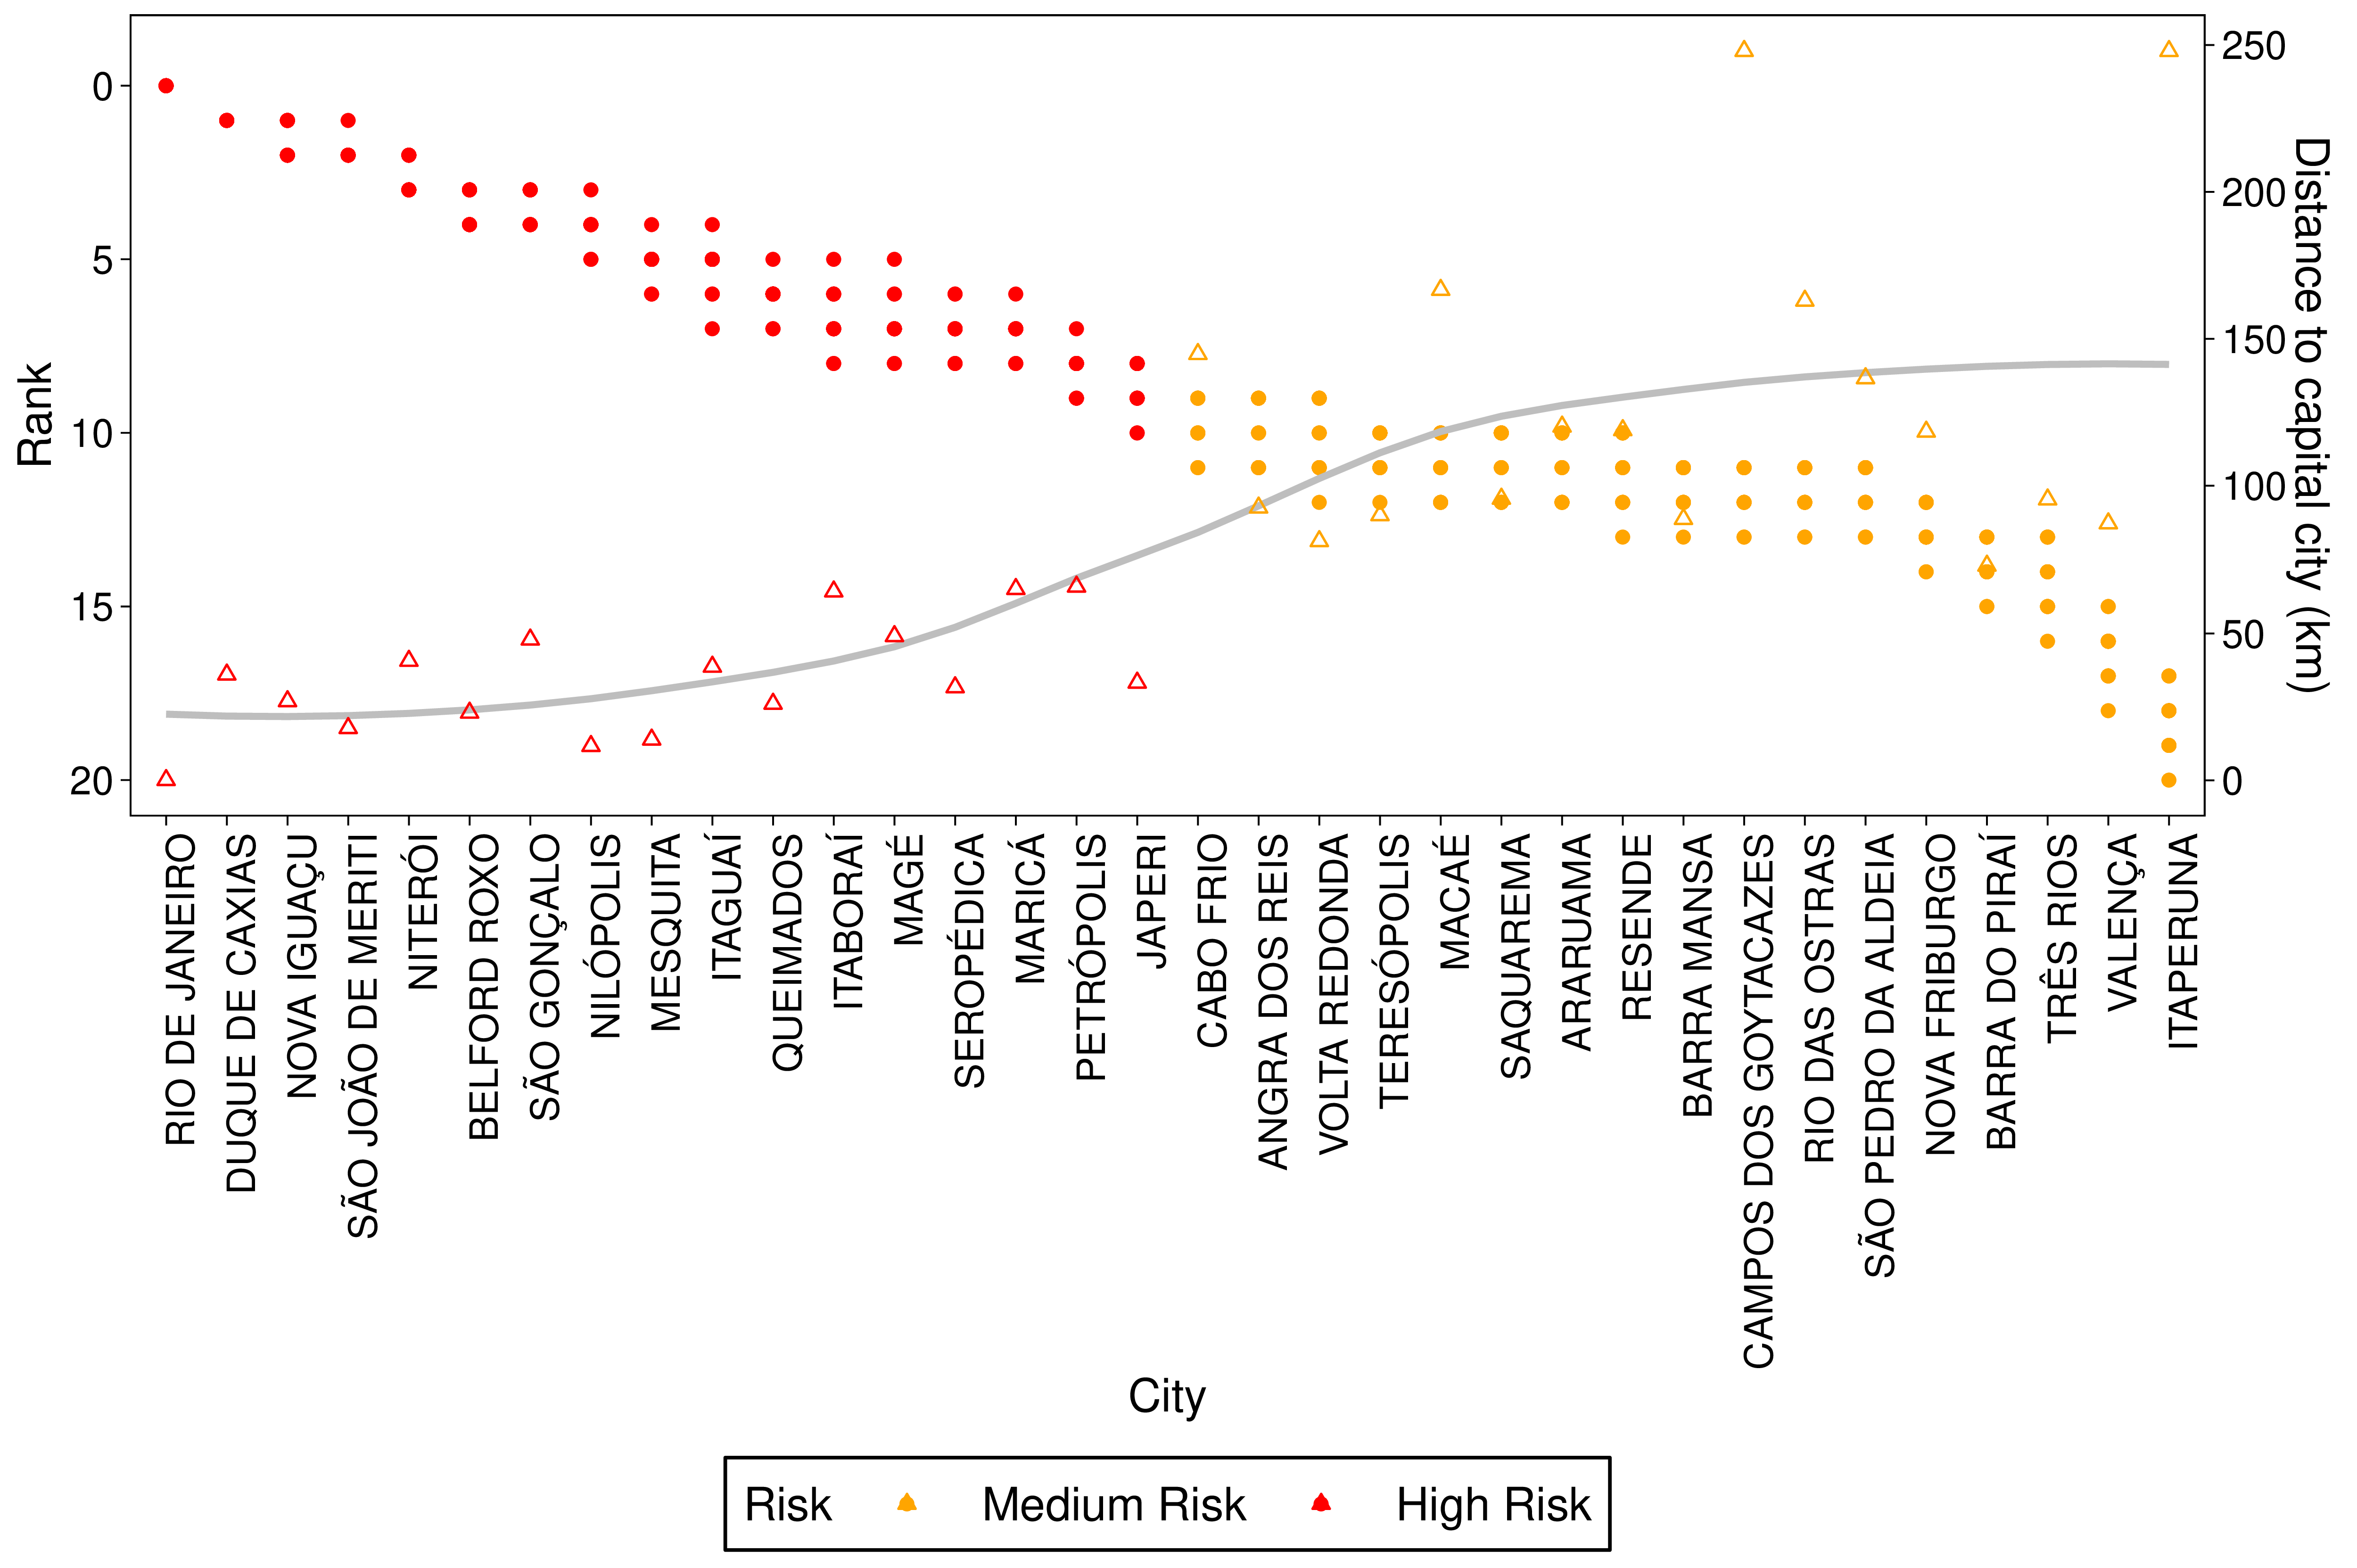 Rank
0
5
10
15
20
250
200
150
100
50
0
Distance to capital city (km)
RIO DE JANEIRO
DUQUE DE CAXIAS
NOVA IGUAÇU
SÃO JOÃO DE MERITI
NITERÓI
BELFORD ROXO
SÃO GONÇALO
NILÓPOLIS
MESQUITA
ITAGUAÍ
QUEIMADOS
ITABORAÍ
MAGÉ
SEROPÉDICA
MARICÁ
PETRÓPOLIS
JAPERI
CABO FRIO
ANGRA DOS REIS
VOLTA REDONDA
TERESÓPOLIS
MACAÉ
SAQUAREMA
ARARUAMA
RESENDE
BARRA MANSA
CAMPOS DOS GOYTACAZES
RIO DAS OSTRAS
SÃO PEDRO DA ALDEIA
NOVA FRIBURGO
BARRA DO PIRAÍ
TRÊS RIOS
VALENÇA
ITAPERUNA
City
Risk Medium Risk High Risk